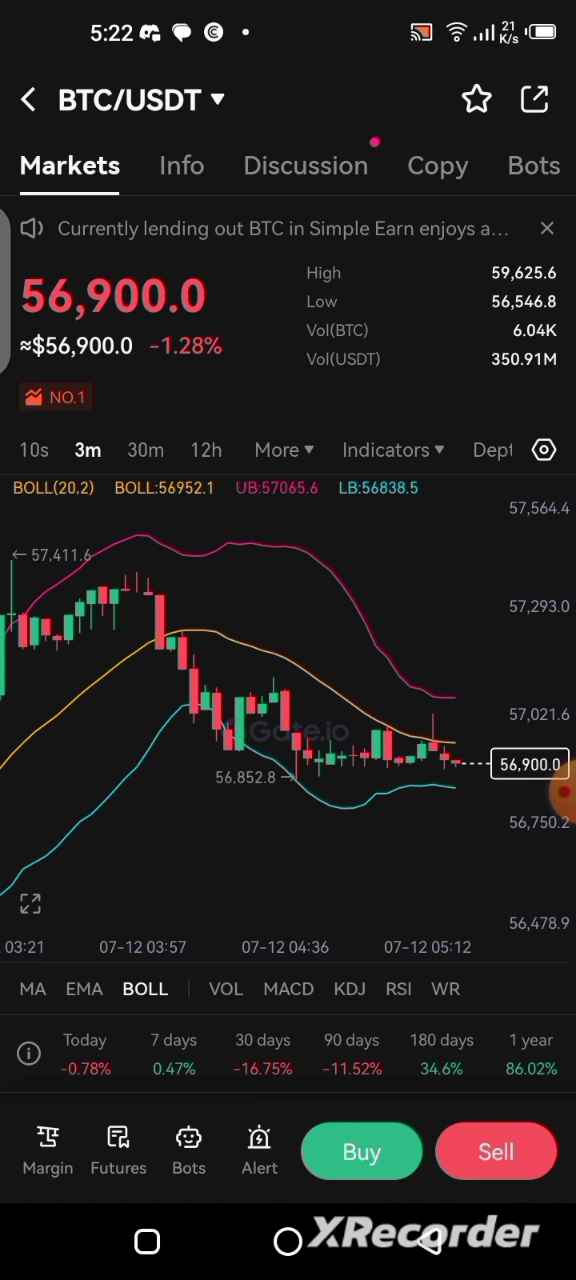 5:22
21
K/s
BTC/USDT
Markets Info Discussion Copy Bots
Currently lending out BTC in Simple Earn enjoys a...
56,900.0
≈$56,900.0 -1.28%
NO.1
High 59,625.6
Low 56,546.8
Vol(BTC) 6.04K
Vol(USDT) 350.91M
10s 3m 30m 12h More Indicators Dept
BOLL(20,2) BOLL:56952.1 UB:57065.6 LB:56838.5
57,564.4
57,411.6
57,293.0
57,021.6
Gate.io
56,900.0
56,852.8
56,750.2
56,478.9
03:21 07-12 03:57 07-12 04:36 07-12 05:12
MA EMA BOLL VOL MACD KDJ RSI WR
Today 7 days 30 days 90 days 180 days 1 year
-0.78% 0.47% -16.75% -11.52% 34.6% 86.02%
Margin Futures Bots Alert Buy Sell
XRecorder